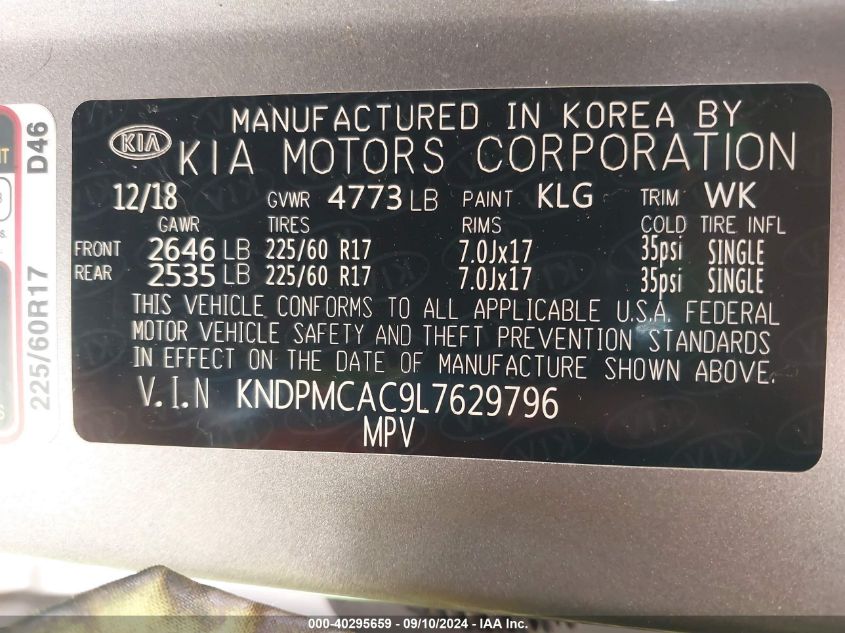 MANUFACTURED IN KOREA BY
KIA
KIA MOTORS CORPORATION
12/18 GVWR 4773 LB PAINT KLG TRIM WK
GAWR TIRES RIMS COLD TIRE INFL
FRONT 2646 LB 225/60 R17 7.0Jx17 35psi SINGLE
REAR 2535 LB 225/60 R17 7.0Jx17 35psi SINGLE
THIS VEHICLE CONFORMS TO ALL APPLICABLE U.S.A. FEDERAL
MOTOR VEHICLE SAFETY AND THEFT PREVENTION STANDARDS
IN EFFECT ON THE DATE OF MANUFACTURE SHOWN ABOVE.
V.I.N KNDPMCAC9L7629796
MPV
225/60R17 D46
000-40295659 - 09/10/2024 - IAA Inc.